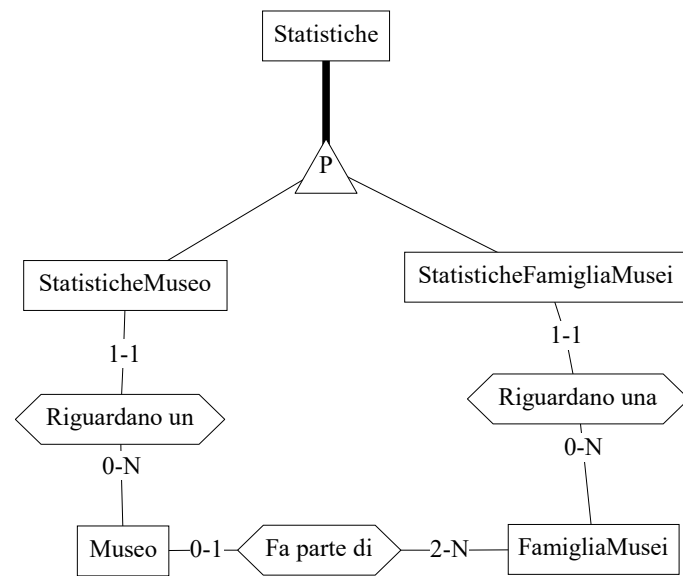 Statistiche
P
StatisticheMuseo
StatisticheFamigliaMusei
1-1
1-1
Riguardano un
Riguardano una
0-N
0-N
Museo
0-1
Fa parte di
2-N
FamigliaMusei